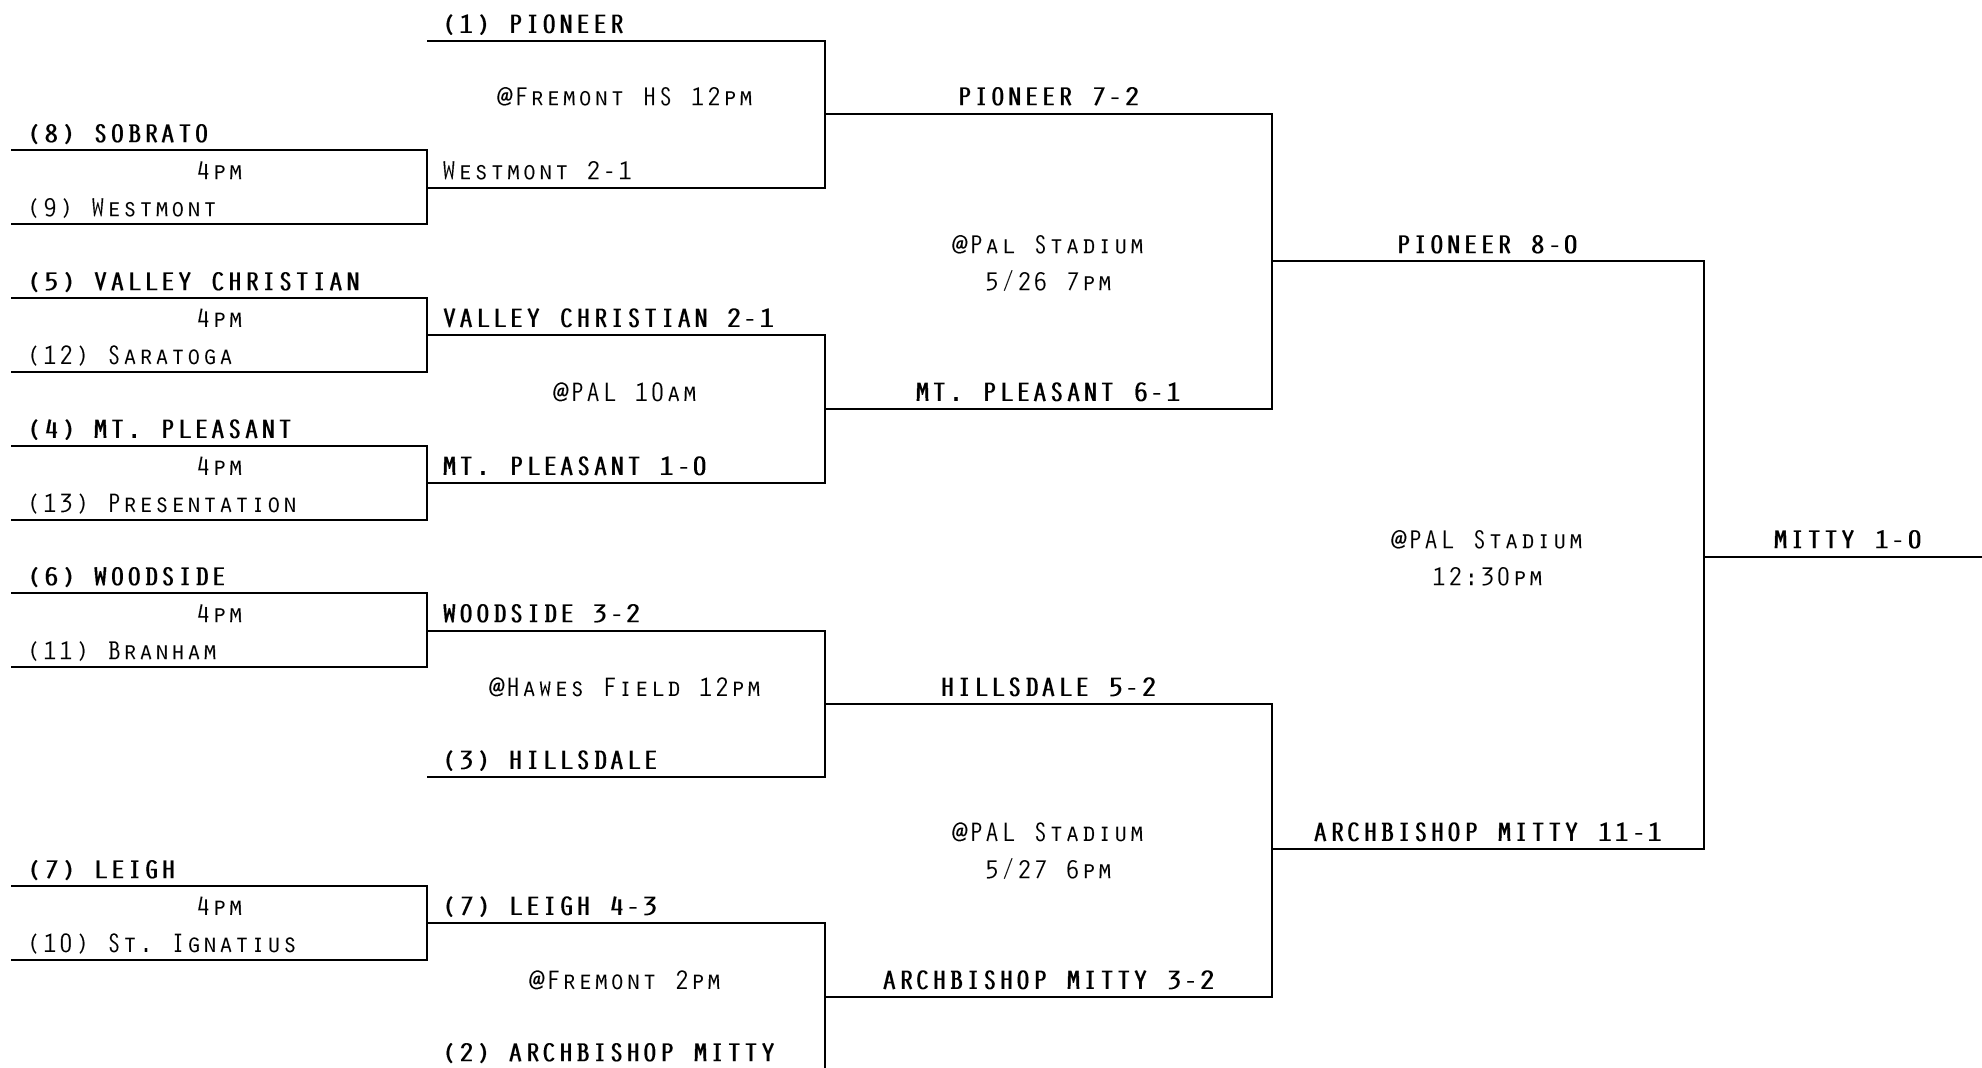 (1) PIONEER
@FREMONT HS 12PM
PIONEER 7-2
(8) SOBRATO
4PM
WESTMONT 2-1
(9) WESTMONT
@PAL STADIUM
PIONEER 8-0
(5) VALLEY CHRISTIAN
5/26 7PM
4PM
VALLEY CHRISTIAN 2-1
(12) SARATOGA
@PAL 10AM
MT. PLEASANT 6-1
(4) MT. PLEASANT
4PM
MT. PLEASANT 1-0
(13) PRESENTATION
@PAL STADIUM
MITTY 1-0
(6) WOODSIDE
12:30PM
4PM
WOODSIDE 3-2
(11) BRANHAM
@HAWES FIELD 12PM
HILLSDALE 5-2
(3) HILLSDALE
@PAL STADIUM
ARCHBISHOP MITTY 11-1
(7) LEIGH
5/27 6PM
4PM
(7) LEIGH 4-3
(10) ST. IGNATIUS
@FREMONT 2PM
ARCHBISHOP MITTY 3-2
(2) ARCHBISHOP MITTY